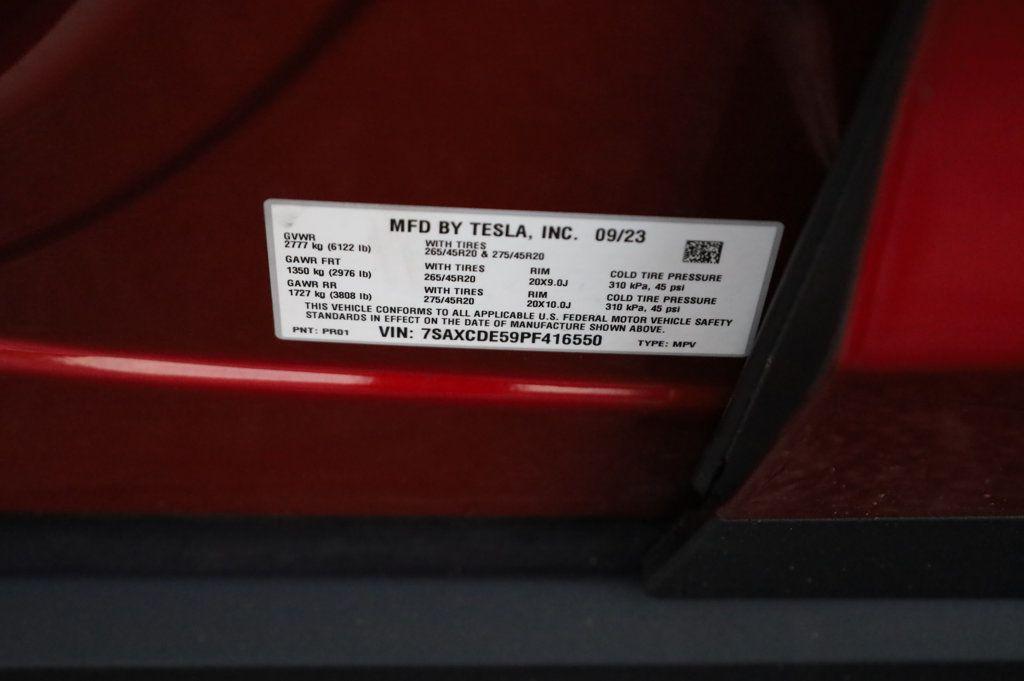 MFD BY TESLA, INC. 09/23
GVWR
2777 kg (6122 lb)
WITH TIRES
265/45R20 & 275/45R20
GAWR FRT
1350 kg (2976 lb)
WITH TIRES
265/45R20
RIM
20X9.0J
COLD TIRE PRESSURE
310 kPa, 45 psi
GAWR RR
1727 kg (3808 lb)
WITH TIRES
275/45R20
RIM
20X10.0J
COLD TIRE PRESSURE
310 kPa, 45 psi
THIS VEHICLE CONFORMS TO ALL APPLICABLE U.S. FEDERAL MOTOR VEHICLE SAFETY
STANDARDS IN EFFECT ON THE DATE OF MANUFACTURE SHOWN ABOVE.
PNT: PR01 VIN: 7SAXCDE59PF416550 TYPE: MPV